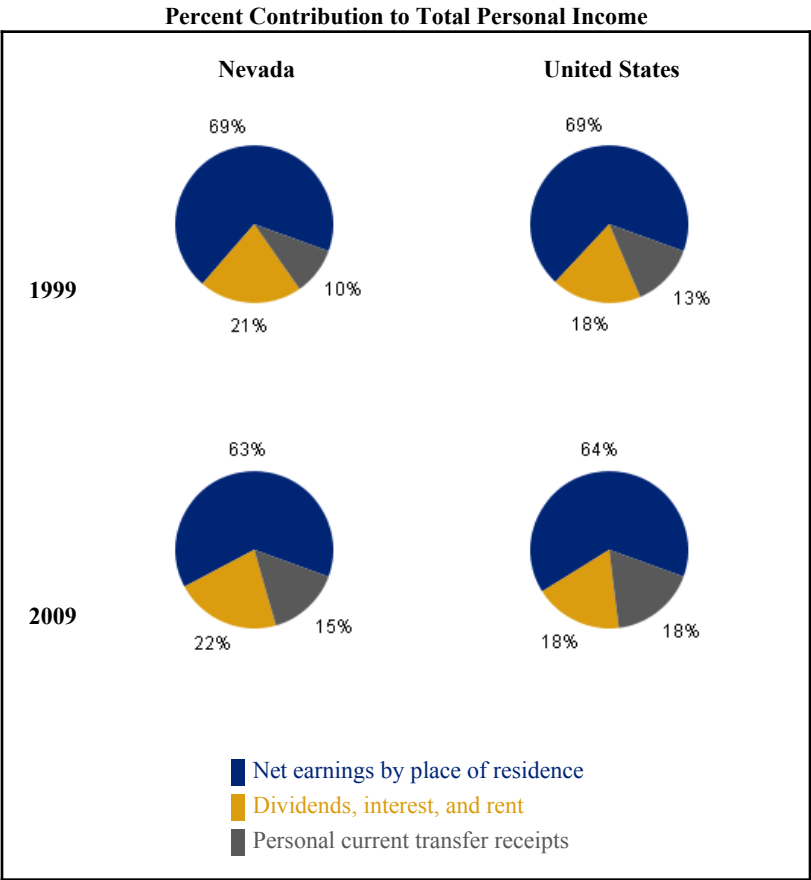 Percent Contribution to Total Personal Income
Nevada United States
69% 69%
1999
10% 13%
21% 18%
63% 64%
2009
15% 18%
22% 18%
Net earnings by place of residence
Dividends, interest, and rent
Personal current transfer receipts